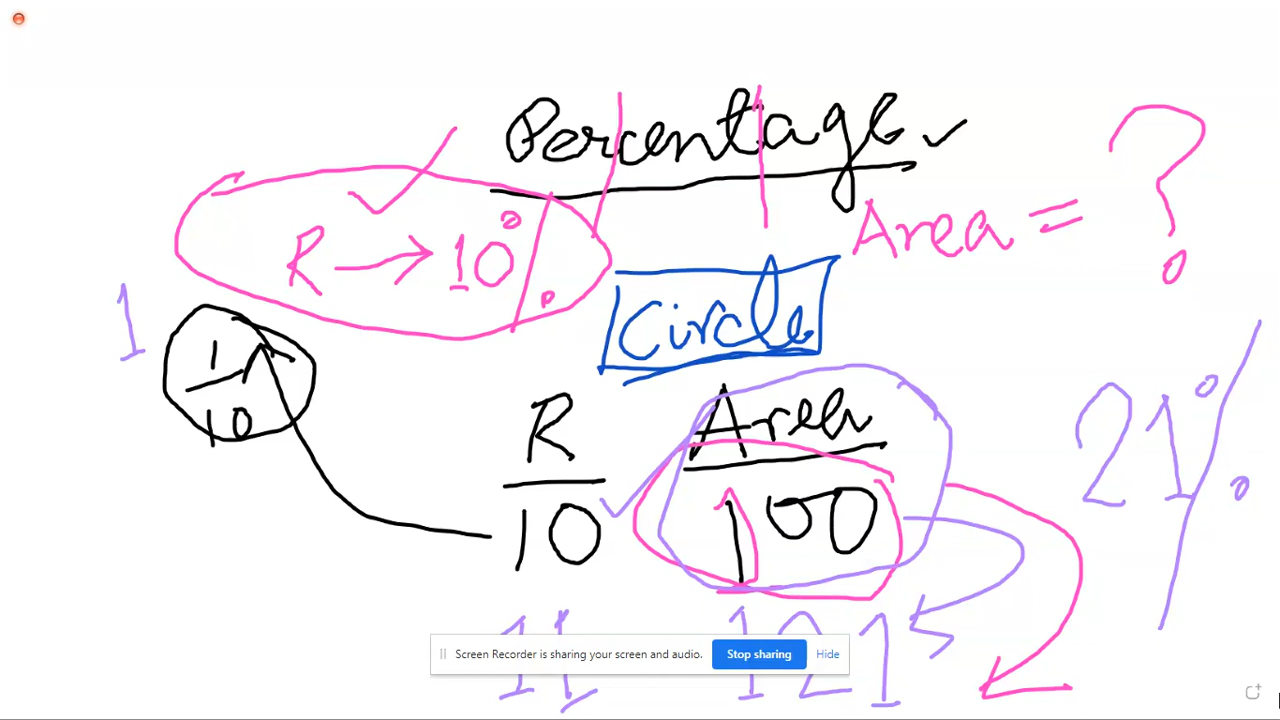 Percentage
R → 10%
Area = ?
Circle
1
1/10
R Area
10 100
21%
11 121
Screen Recorder is sharing your screen and audio. Stop sharing Hide